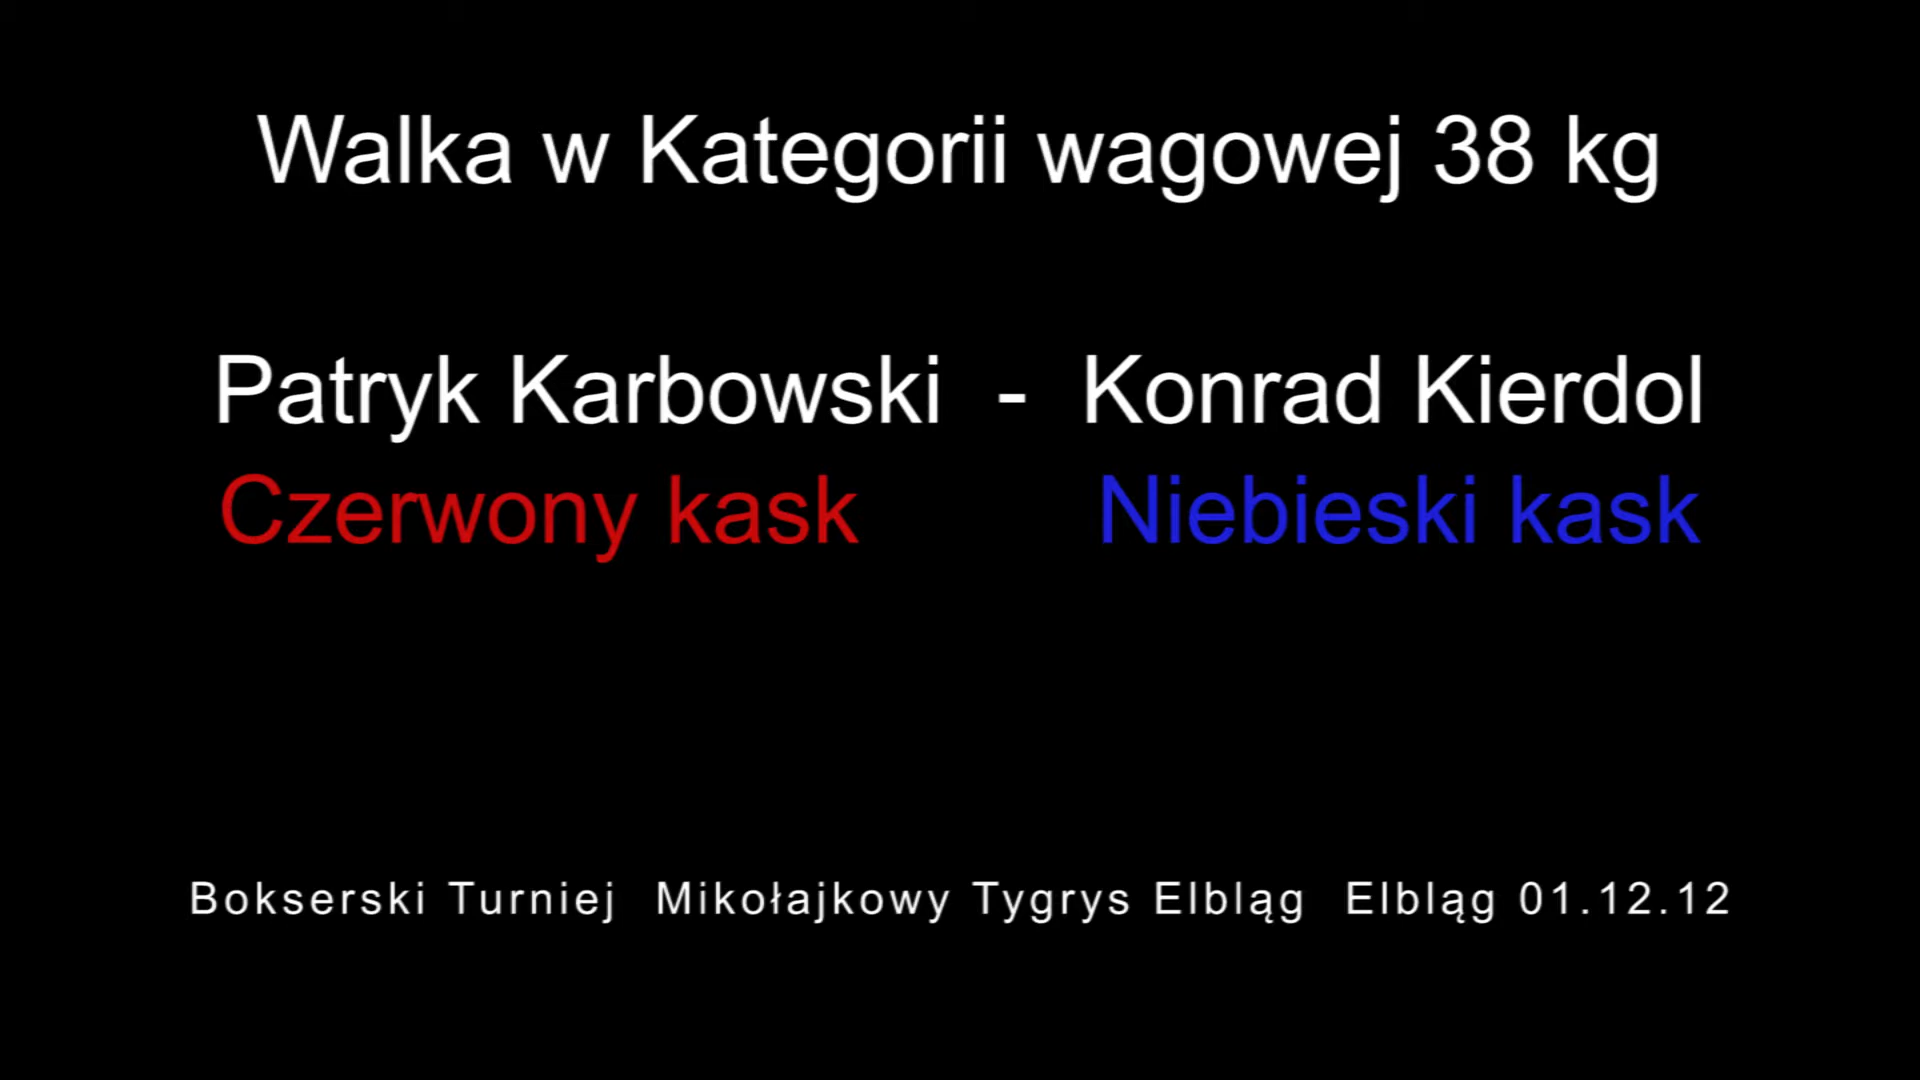 Walka w Kategorii wagowej 38 kg
Patryk Karbowski - Konrad Kierdol
Czerwony kask Niebieski kask
Bokserski Turniej Mikołajkowy Tygrys Elbląg Elbląg 01.12.12